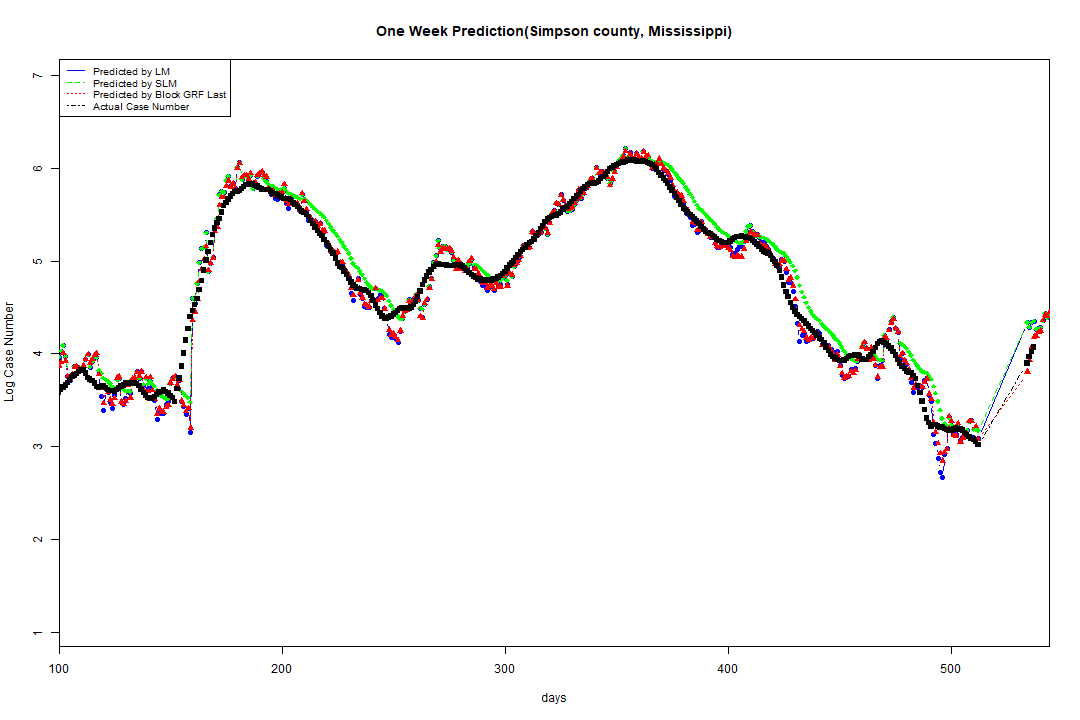 One Week Prediction(Simpson county, Mississippi)
7
6
5
4
3
2
1
Log Case Number
Predicted by LM
Predicted by SLM
Predicted by Block GRF Last
Actual Case Number
100 200 300 400 500
days